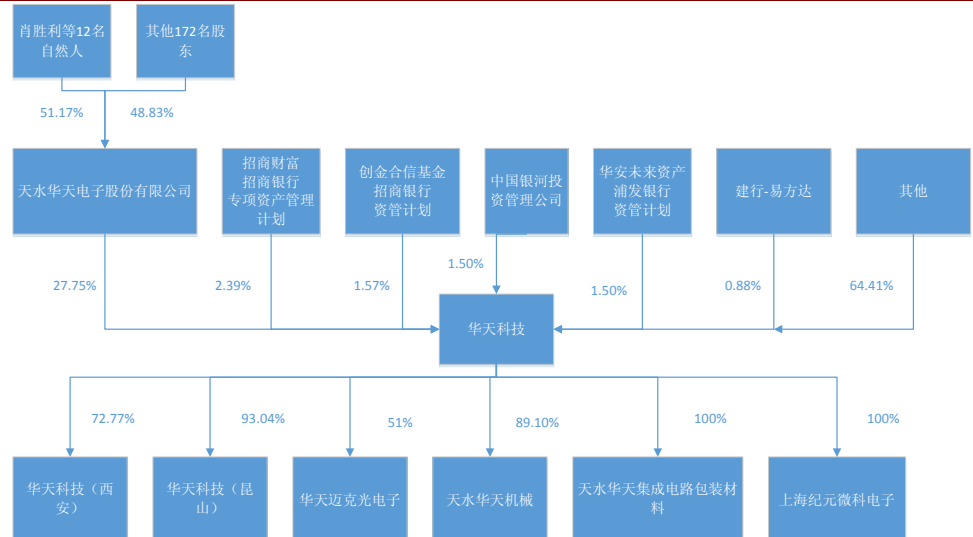 肖胜利等12名
自然人
其他172名股
东
51.17%
48.83%
天水华天电子股份有限公司
招商财富
招商银行
专项资产管理
计划
创金合信基金
招商银行
资管计划
中国银河投
资管理公司
华安未来资产
浦发银行
资管计划
建行-易方达
其他
27.75%
2.39%
1.57%
1.50%
1.50%
0.88%
64.41%
华天科技
72.77%
93.04%
51%
89.10%
100%
100%
华天科技（西
安）
华天科技（昆
山）
华天迈克光电子
天水华天机械
天水华天集成电路包装材
料
上海纪元微科电子